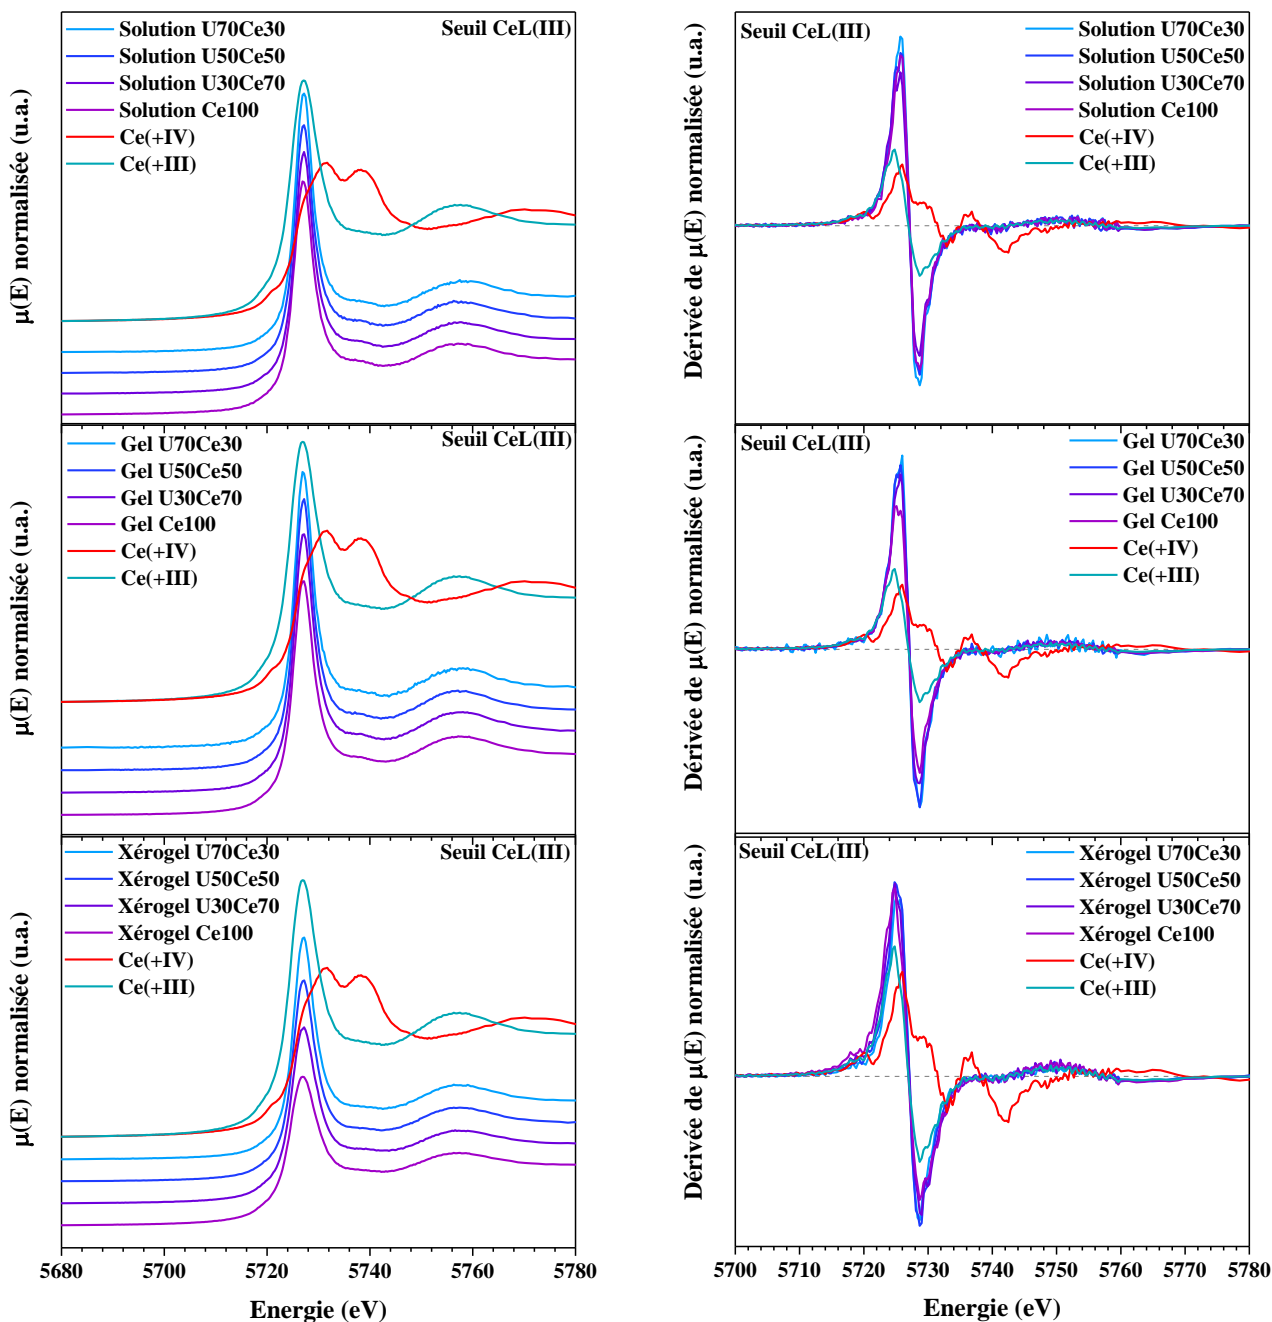 Solution U70Ce30
Solution U50Ce50
Solution U30Ce70
Solution Ce100
Ce(+IV)
Ce(+III)
Seuil CeL(III)
μ(E) normalisée (u.a.)
Seuil CeL(III)
Solution U70Ce30
Solution U50Ce50
Solution U30Ce70
Solution Ce100
Ce(+IV)
Ce(+III)
Dérivée de μ(E) normalisée (u.a.)
Gel U70Ce30
Gel U50Ce50
Gel U30Ce70
Gel Ce100
Ce(+IV)
Ce(+III)
Seuil CeL(III)
μ(E) normalisée (u.a.)
Seuil CeL(III)
Gel U70Ce30
Gel U50Ce50
Gel U30Ce70
Gel Ce100
Ce(+IV)
Ce(+III)
Dérivée de μ(E) normalisée (u.a.)
Xérogel U70Ce30
Xérogel U50Ce50
Xérogel U30Ce70
Xérogel Ce100
Ce(+IV)
Ce(+III)
Seuil CeL(III)
μ(E) normalisée (u.a.)
5680 5700 5720 5740 5760 5780
Energie (eV)
Seuil CeL(III)
Xérogel U70Ce30
Xérogel U50Ce50
Xérogel U30Ce70
Xérogel Ce100
Ce(+IV)
Ce(+III)
Dérivée de μ(E) normalisée (u.a.)
5700 5710 5720 5730 5740 5750 5760 5770 5780
Energie (eV)